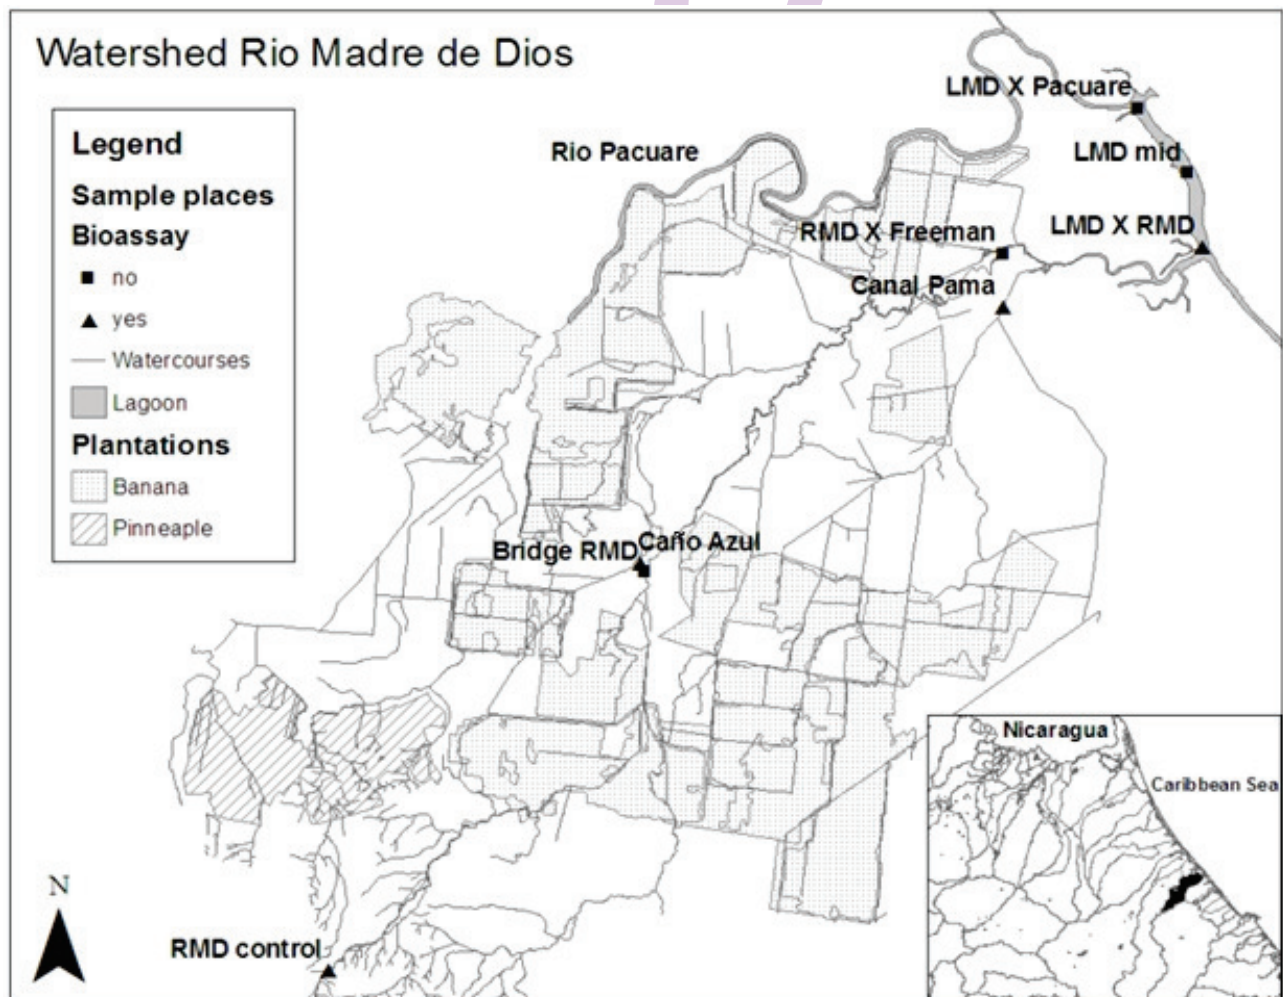 Watershed Rio Madre de Dios
Legend
Sample places
Bioassay
no
yes
Watercourses
Lagoon
Plantations
Banana
Pinneaple
LMD X Pacuare
Rio Pacuare
LMD mid
LMD X RMD
RMD X Freeman
Canal Pama
Bridge RMD
Caño Azul
RMD control
N
Nicaragua
Caribbean Sea